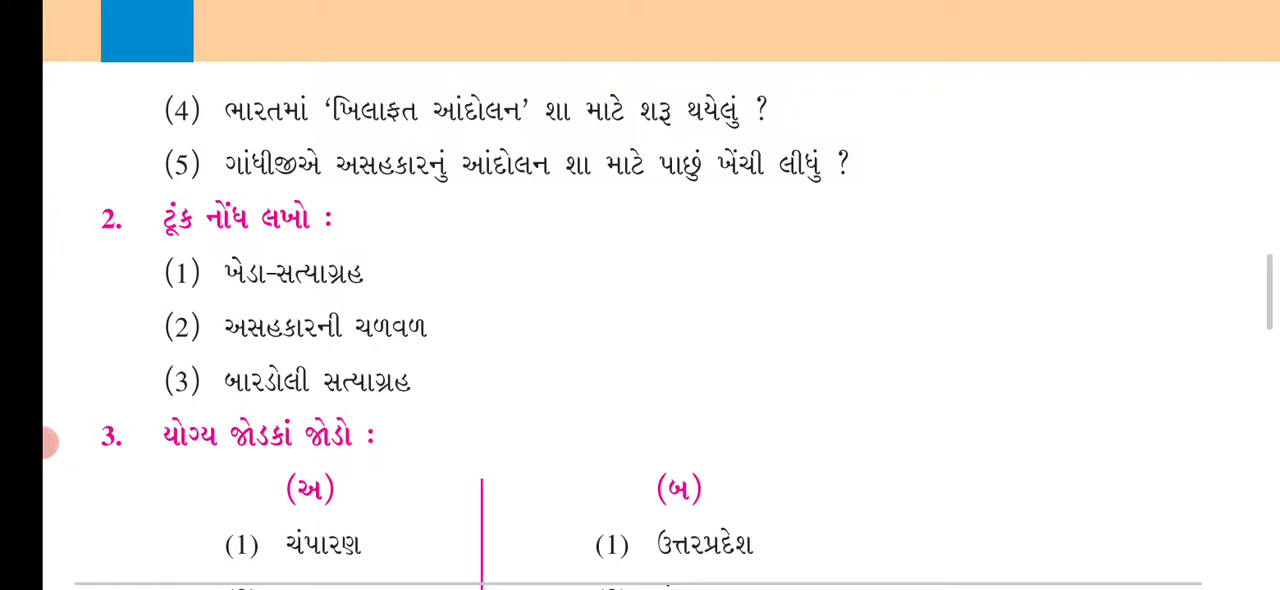 (4) ભારતમાં ‘ખિલાફત આંદોલન’ શા માટે શરૂ થયેલું ?
(5) ગાંધીજીએ અસહકારનું આંદોલન શા માટે પાછું ખેંચી લીધું ?
2. ટૂંક નોંધ લખો :
(1) ખેડા-સત્યાગ્રહ
(2) અસહકારની ચળવળ
(3) બારડોલી સત્યાગ્રહ
3. યોગ્ય જોડકાં જોડો :
(અ) (બ)
(1) ચંપારણ (1) ઉત્તરપ્રદેશ